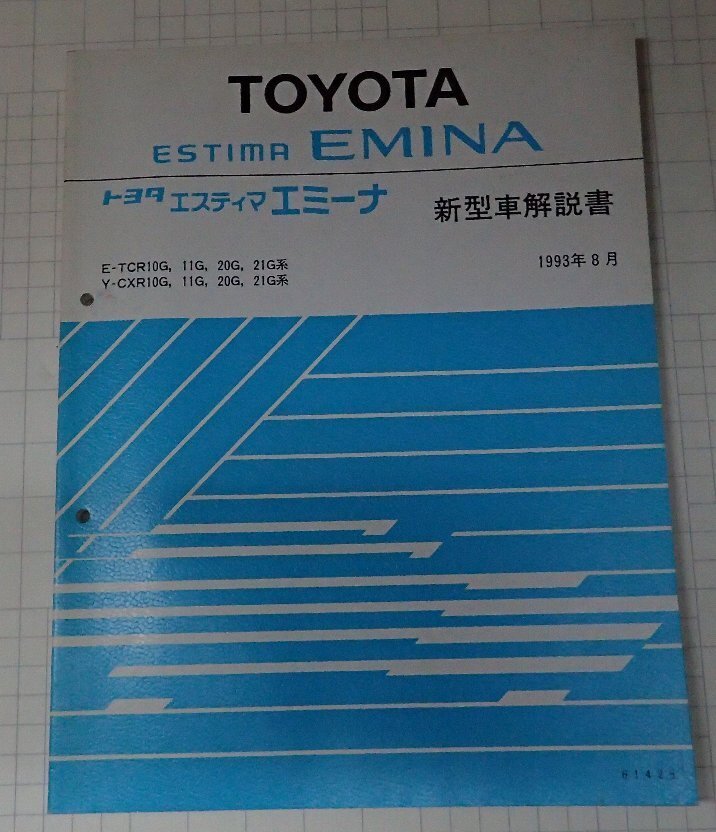 TOYOTA
ESTIMA EMINA
トヨタ エスティマ エミーナ 新型車解説書
E-TCR10G, 11G, 20G, 21G系
Y-CXR10G, 11G, 20G, 21G系
1993年8月